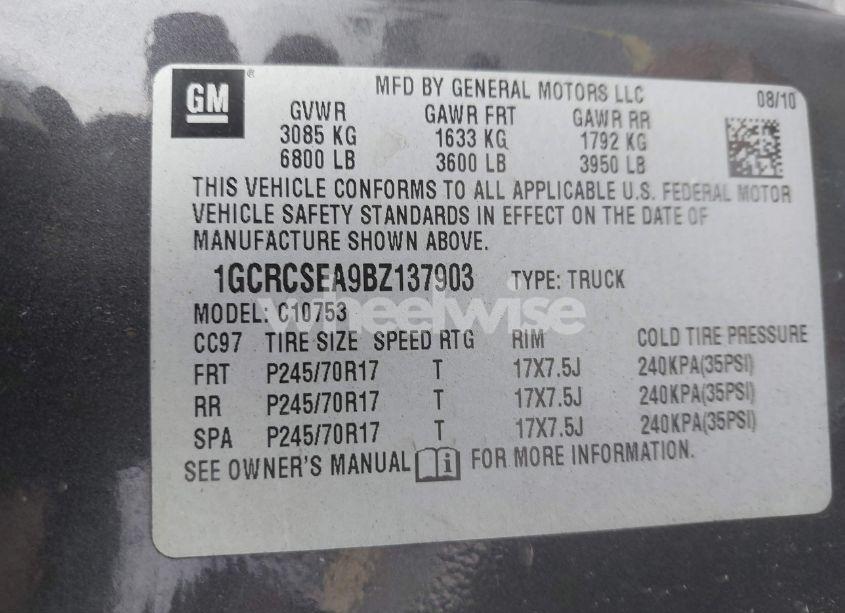 GM ®
MFD BY GENERAL MOTORS LLC
08/10
GVWR GAWR FRT GAWR RR
3085 KG 1633 KG 1792 KG
6800 LB 3600 LB 3950 LB
THIS VEHICLE CONFORMS TO ALL APPLICABLE U.S. FEDERAL MOTOR
VEHICLE SAFETY STANDARDS IN EFFECT ON THE DATE OF
MANUFACTURE SHOWN ABOVE.
1GCRCSEA9BZ137903 TYPE: TRUCK
wheelwise
MODEL: C10753
CC97 TIRE SIZE SPEED RTG RIM COLD TIRE PRESSURE
FRT P245/70R17 T 17X7.5J 240KPA(35PSI)
RR P245/70R17 T 17X7.5J 240KPA(35PSI)
SPA P245/70R17 T 17X7.5J 240KPA(35PSI)
SEE OWNER'S MANUAL i FOR MORE INFORMATION.